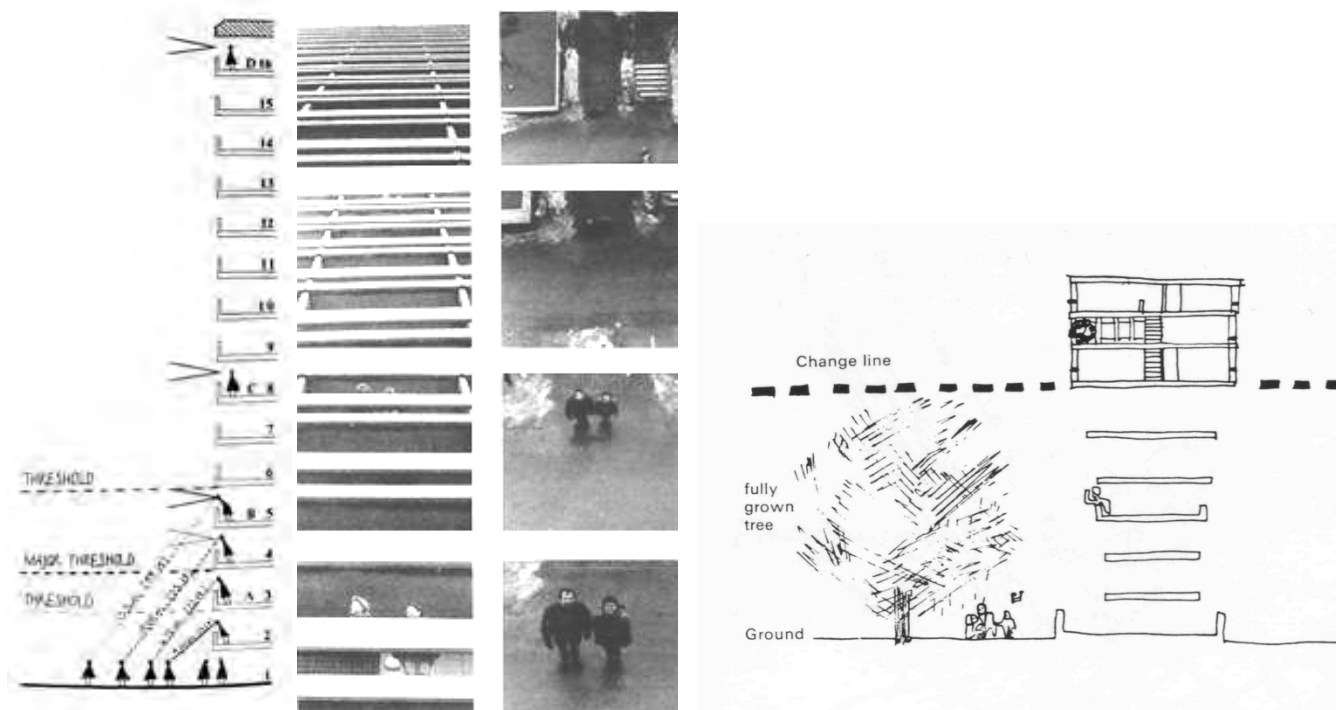 D 16
15
14
13
12
11
10
9
C 8
7
6
THRESHOLD
B 5
MAJOR THRESHOLD
4
THRESHOLD
A 3
2
1
Change line
fully
grown
tree
Ground